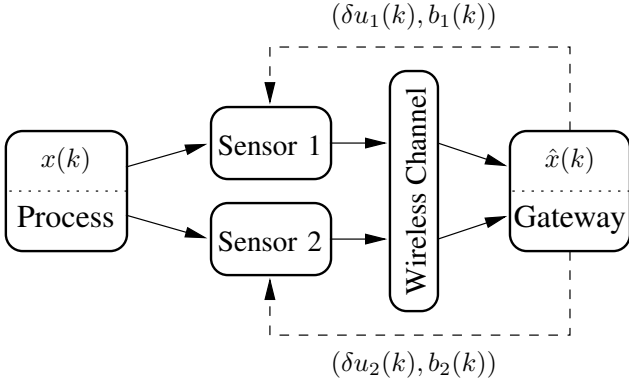 (δu₁(k), b₁(k))
x(k)
Process
Sensor 1
Sensor 2
Wireless Channel
x̂(k)
Gateway
(δu₂(k), b₂(k))